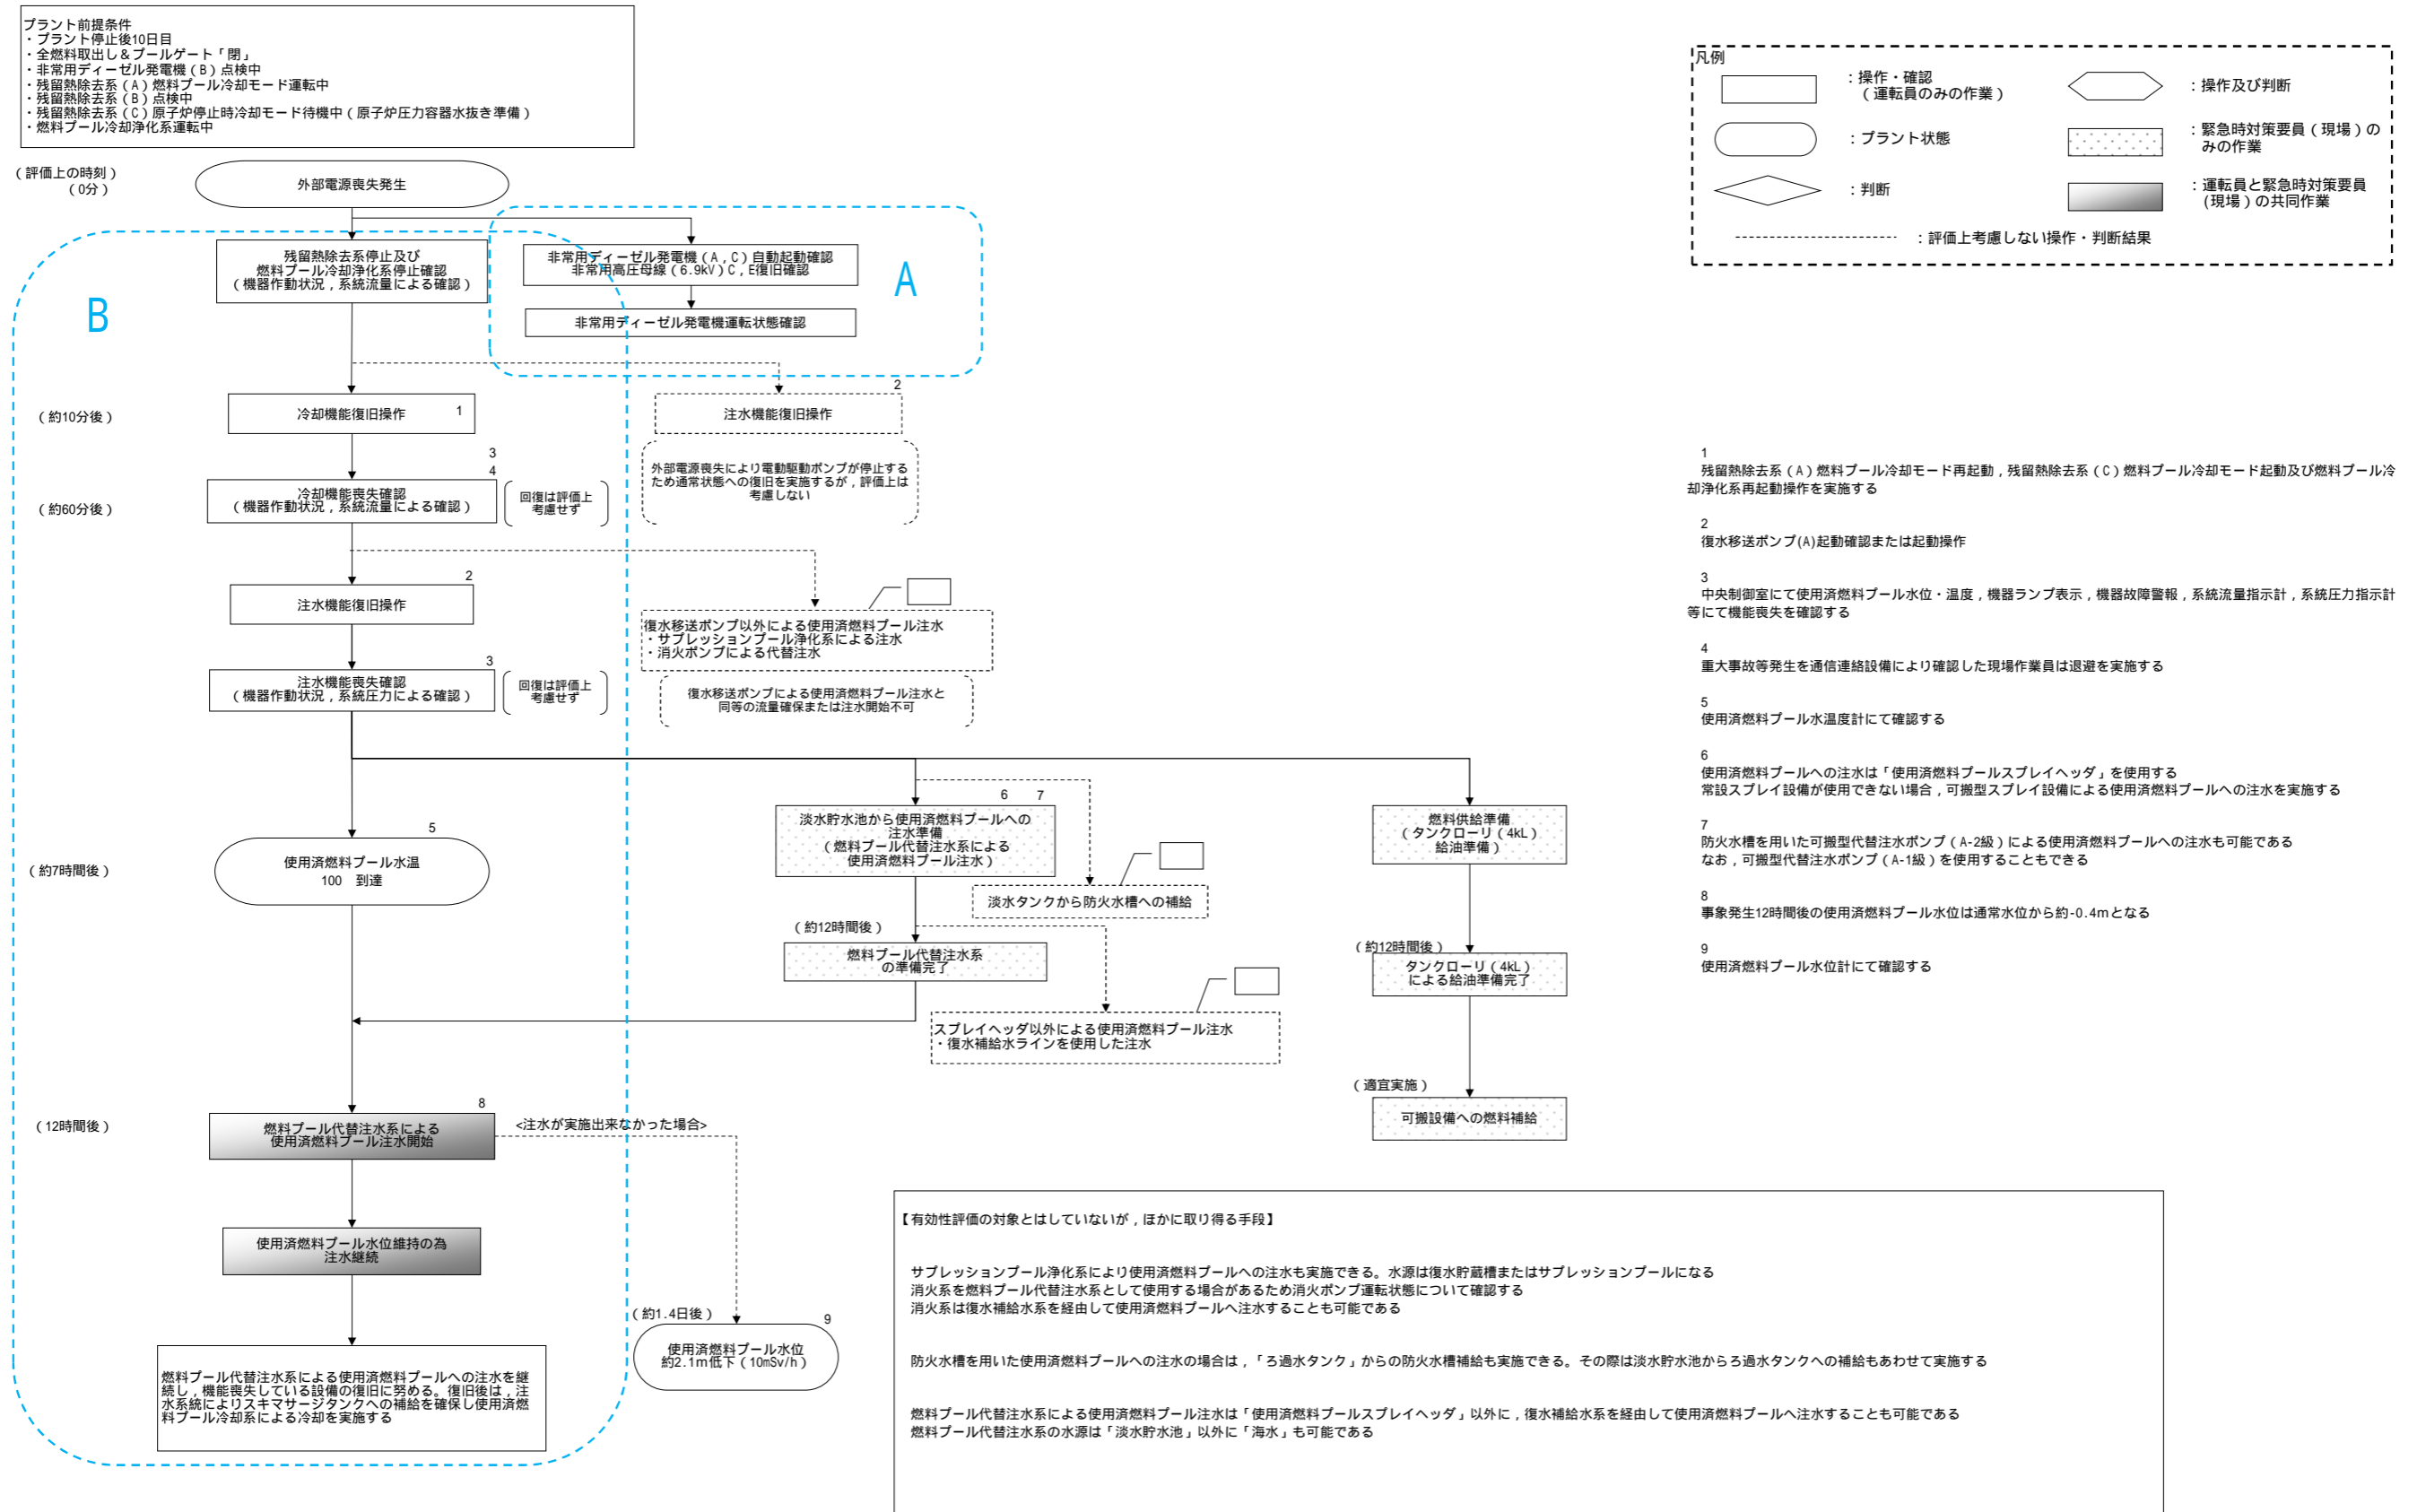 プラント前提条件
・プラント停止後10日目
・全燃料取出し＆プールゲート「閉」
・非常用ディーゼル発電機（B）点検中
・残留熱除去系（A）燃料プール冷却モード運転中
・残留熱除去系（B）点検中
・残留熱除去系（C）原子炉停止時冷却モード待機中（原子炉圧力容器水抜き準備）
・燃料プール冷却浄化系運転中
凡例
：操作・確認
（運転員のみの作業）
：操作及び判断
：プラント状態
：緊急時対策要員（現場）の
みの作業
：判断
：運転員と緊急時対策要員
(現場）の共同作業
：評価上考慮しない操作・判断結果
（評価上の時刻）
（0分）
外部電源喪失発生
A
B
残留熱除去系停止及び
燃料プール冷却浄化系停止確認
（機器作動状況，系統流量による確認）
非常用ディーゼル発電機（A，C）自動起動確認
非常用高圧母線（6.9kV）C，E復旧確認
非常用ディーゼル発電機運転状態確認
（約10分後）
冷却機能復旧操作
1
2
注水機能復旧操作
外部電源喪失により電動駆動ポンプが停止する
ため通常状態への復旧を実施するが，評価上は
考慮しない
3
4
（約60分後）
冷却機能喪失確認
（機器作動状況，系統流量による確認）
回復は評価上
考慮せず
2
注水機能復旧操作
復水移送ポンプ以外による使用済燃料プール注水
・サプレッションプール浄化系による注水
・消火ポンプによる代替注水
3
注水機能喪失確認
（機器作動状況，系統圧力による確認）
回復は評価上
考慮せず
復水移送ポンプによる使用済燃料プール注水と
同等の流量確保または注水開始不可
5
（約7時間後）
使用済燃料プール水温
100　到達
6
7
淡水貯水池から使用済燃料プールへの
注水準備
（燃料プール代替注水系による
使用済燃料プール注水）
淡水タンクから防火水槽への補給
燃料供給準備
（タンクローリ（4kL）
給油準備）
（約12時間後）
燃料プール代替注水系
の準備完了
（約12時間後）
タンクローリ（4kL）
による給油準備完了
スプレイヘッダ以外による使用済燃料プール注水
・復水補給水ラインを使用した注水
（適宜実施）
可搬設備への燃料補給
（12時間後）
8
燃料プール代替注水系による
使用済燃料プール注水開始
<注水が実施出来なかった場合>
使用済燃料プール水位維持の為
注水継続
（約1.4日後）
9
使用済燃料プール水位
約2.1m低下（10mSv/h）
燃料プール代替注水系による使用済燃料プールへの注水を継
続し，機能喪失している設備の復旧に努める。復旧後は，注
水系統によりスキマサージタンクへの補給を確保し使用済燃
料プール冷却系による冷却を実施する
1
残留熱除去系（A）燃料プール冷却モード再起動，残留熱除去系（C）燃料プール冷却モード起動及び燃料プール冷
却浄化系再起動操作を実施する
2
復水移送ポンプ(A)起動確認または起動操作
3
中央制御室にて使用済燃料プール水位・温度，機器ランプ表示，機器故障警報，系統流量指示計，系統圧力指示計
等にて機能喪失を確認する
4
重大事故等発生を通信連絡設備により確認した現場作業員は退避を実施する
5
使用済燃料プール水温度計にて確認する
6
使用済燃料プールへの注水は「使用済燃料プールスプレイヘッダ」を使用する
常設スプレイ設備が使用できない場合，可搬型スプレイ設備による使用済燃料プールへの注水を実施する
7
防火水槽を用いた可搬型代替注水ポンプ（A-2級）による使用済燃料プールへの注水も可能である
なお，可搬型代替注水ポンプ（A-1級）を使用することもできる
8
事象発生12時間後の使用済燃料プール水位は通常水位から約-0.4mとなる
9
使用済燃料プール水位計にて確認する
【有効性評価の対象とはしていないが，ほかに取り得る手段】
サプレッションプール浄化系により使用済燃料プールへの注水も実施できる。水源は復水貯蔵槽またはサプレッションプールになる
消火系を燃料プール代替注水系として使用する場合があるため消火ポンプ運転状態について確認する
消火系は復水補給水系を経由して使用済燃料プールへ注水することも可能である
防火水槽を用いた使用済燃料プールへの注水の場合は，「ろ過水タンク」からの防火水槽補給も実施できる。その際は淡水貯水池からろ過水タンクへの補給もあわせて実施する
燃料プール代替注水系による使用済燃料プール注水は「使用済燃料プールスプレイヘッダ」以外に，復水補給水系を経由して使用済燃料プールへ注水することも可能である
燃料プール代替注水系の水源は「淡水貯水池」以外に「海水」も可能である